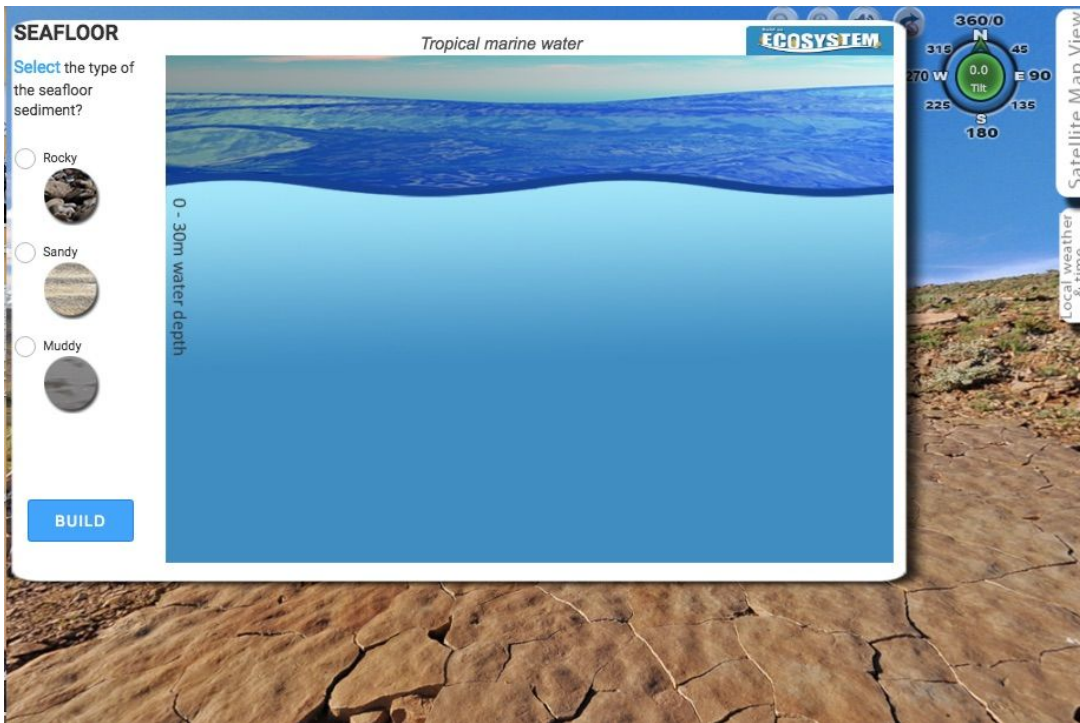 SEAFLOOR
Select the type of
the seafloor
sediment?
Rocky
Sandy
Muddy
BUILD
Tropical marine water
ECOSYSTEM
0 - 30m water depth
360/0
N
315
45
270 W
0.0
Tilt
E 90
225
135
S
180
Satellite Map View
Local weather
& time